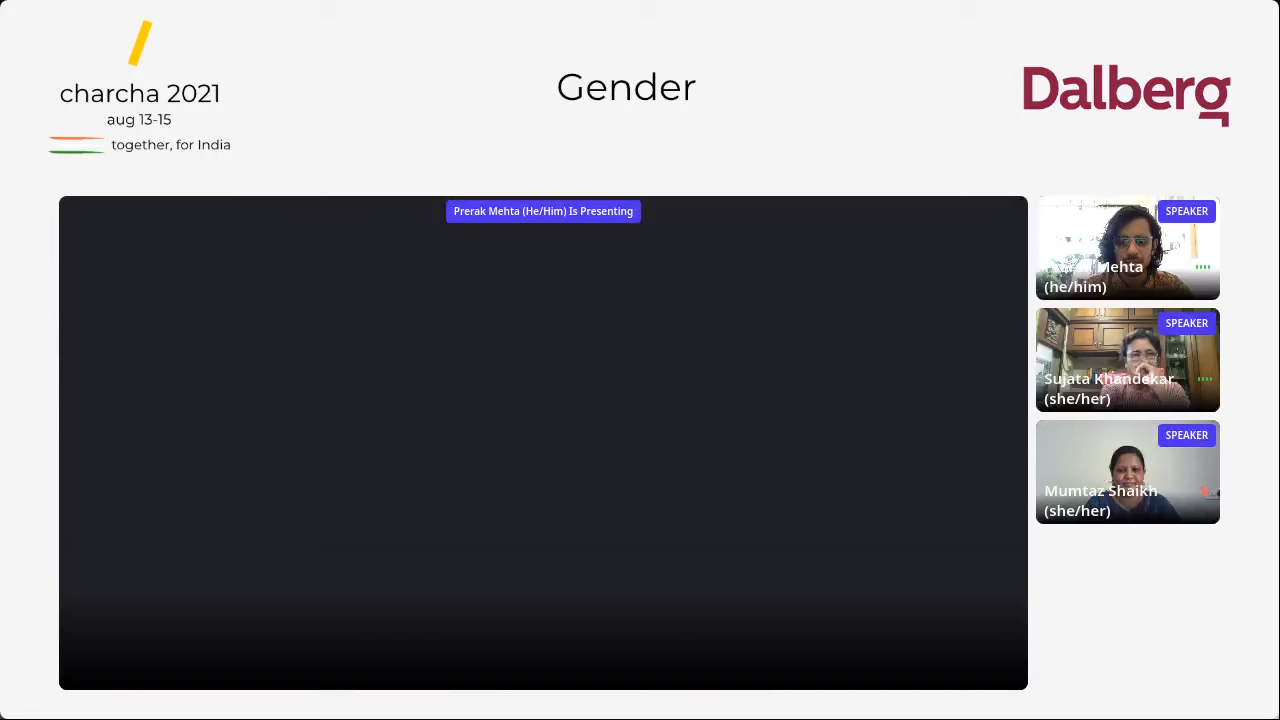 charcha 2021
aug 13-15
together, for India
Gender
Dalberg
Prerak Mehta (He/Him) Is Presenting
SPEAKER
Mehta
(he/him)
SPEAKER
Sujata Khandekar
(she/her)
SPEAKER
Mumtaz Shaikh
(she/her)